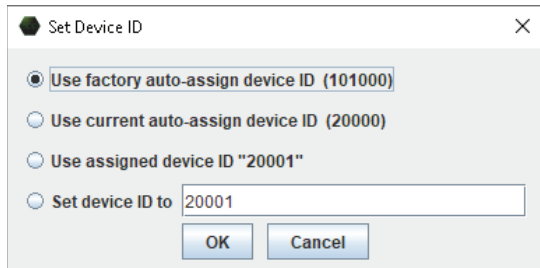 Set Device ID
Use factory auto-assign device ID (101000)
Use current auto-assign device ID (20000)
Use assigned device ID "20001"
Set device ID to 20001
OK Cancel